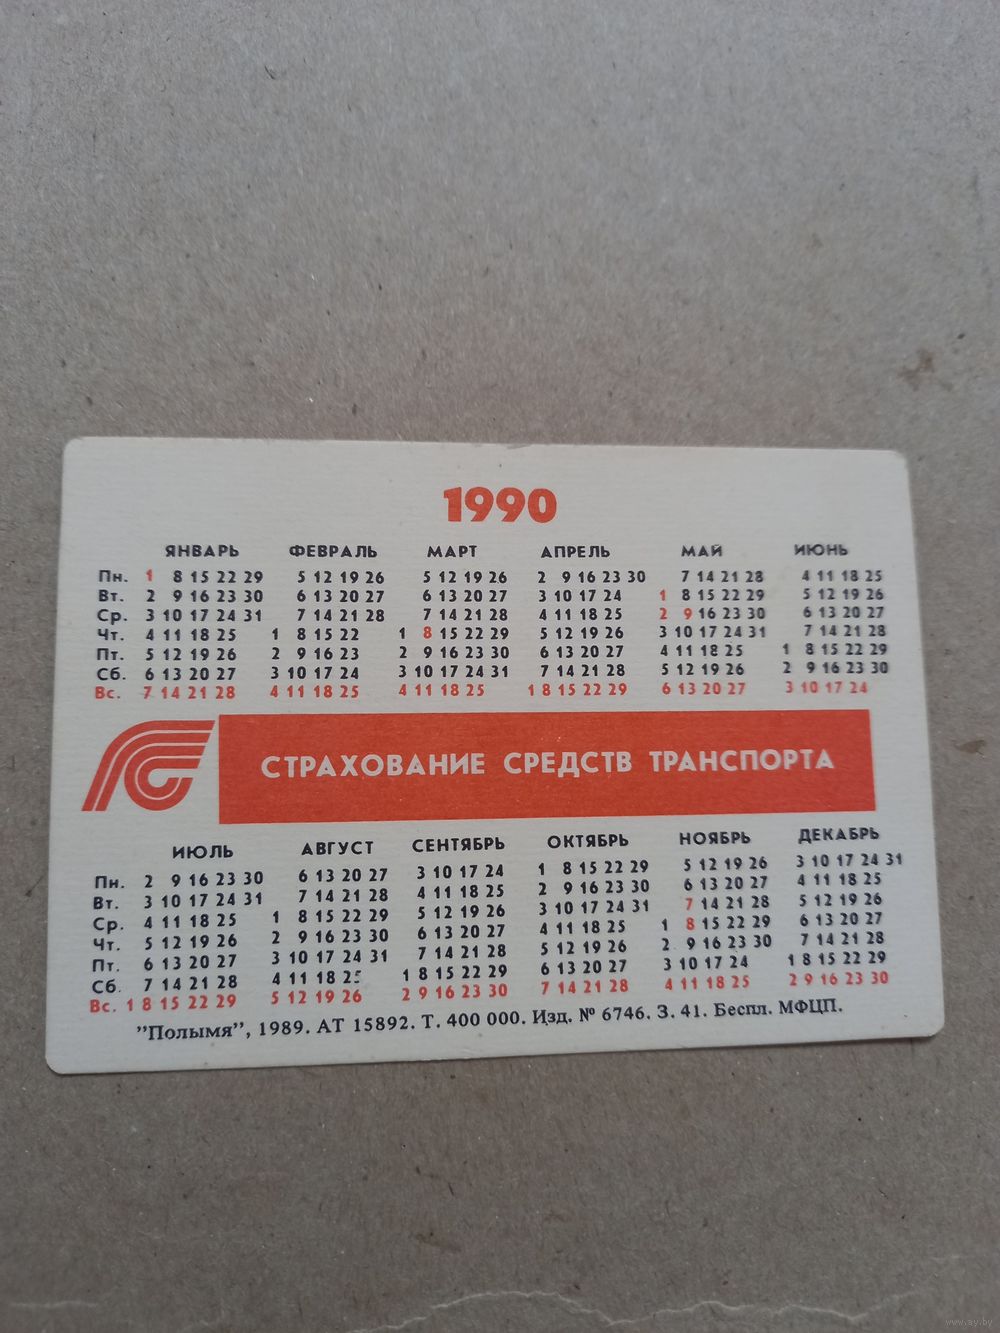 1990
ЯНВАРЬ ФЕВРАЛЬ МАРТ АПРЕЛЬ МАЙ ИЮНЬ
Пн. 1 8 15 22 29 5 12 19 26 5 12 19 26 2 9 16 23 30 7 14 21 28 4 11 18 25
Вт. 2 9 16 23 30 6 13 20 27 6 13 20 27 3 10 17 24 1 8 15 22 29 5 12 19 26
Ср. 3 10 17 24 31 7 14 21 28 7 14 21 28 4 11 18 25 2 9 16 23 30 6 13 20 27
Чт. 4 11 18 25 1 8 15 22 1 8 15 22 29 5 12 19 26 3 10 17 24 31 7 14 21 28
Пт. 5 12 19 26 2 9 16 23 2 9 16 23 30 6 13 20 27 4 11 18 25 1 8 15 22 29
Сб. 6 13 20 27 3 10 17 24 3 10 17 24 31 7 14 21 28 5 12 19 26 2 9 16 23 30
Вс. 7 14 21 28 4 11 18 25 4 11 18 25 1 8 15 22 29 6 13 20 27 3 10 17 24
СТРАХОВАНИЕ СРЕДСТВ ТРАНСПОРТА
ИЮЛЬ АВГУСТ СЕНТЯБРЬ ОКТЯБРЬ НОЯБРЬ ДЕКАБРЬ
Пн. 2 9 16 23 30 6 13 20 27 3 10 17 24 1 8 15 22 29 5 12 19 26 3 10 17 24 31
Вт. 3 10 17 24 31 7 14 21 28 4 11 18 25 2 9 16 23 30 6 13 20 27 4 11 18 25
Ср. 4 11 18 25 1 8 15 22 29 5 12 19 26 3 10 17 24 31 7 14 21 28 5 12 19 26
Чт. 5 12 19 26 2 9 16 23 30 6 13 20 27 4 11 18 25 1 8 15 22 29 6 13 20 27
Пт. 6 13 20 27 3 10 17 24 31 7 14 21 28 5 12 19 26 2 9 16 23 30 7 14 21 28
Сб. 7 14 21 28 4 11 18 25 1 8 15 22 29 6 13 20 27 3 10 17 24 1 8 15 22 29
Вс. 1 8 15 22 29 5 12 19 26 2 9 16 23 30 7 14 21 28 4 11 18 25 2 9 16 23 30
"Полымя", 1989. АТ 15892. Т. 400 000. Изд. № 6746. З. 41. Беспл. МФЦП.
www.ay.by